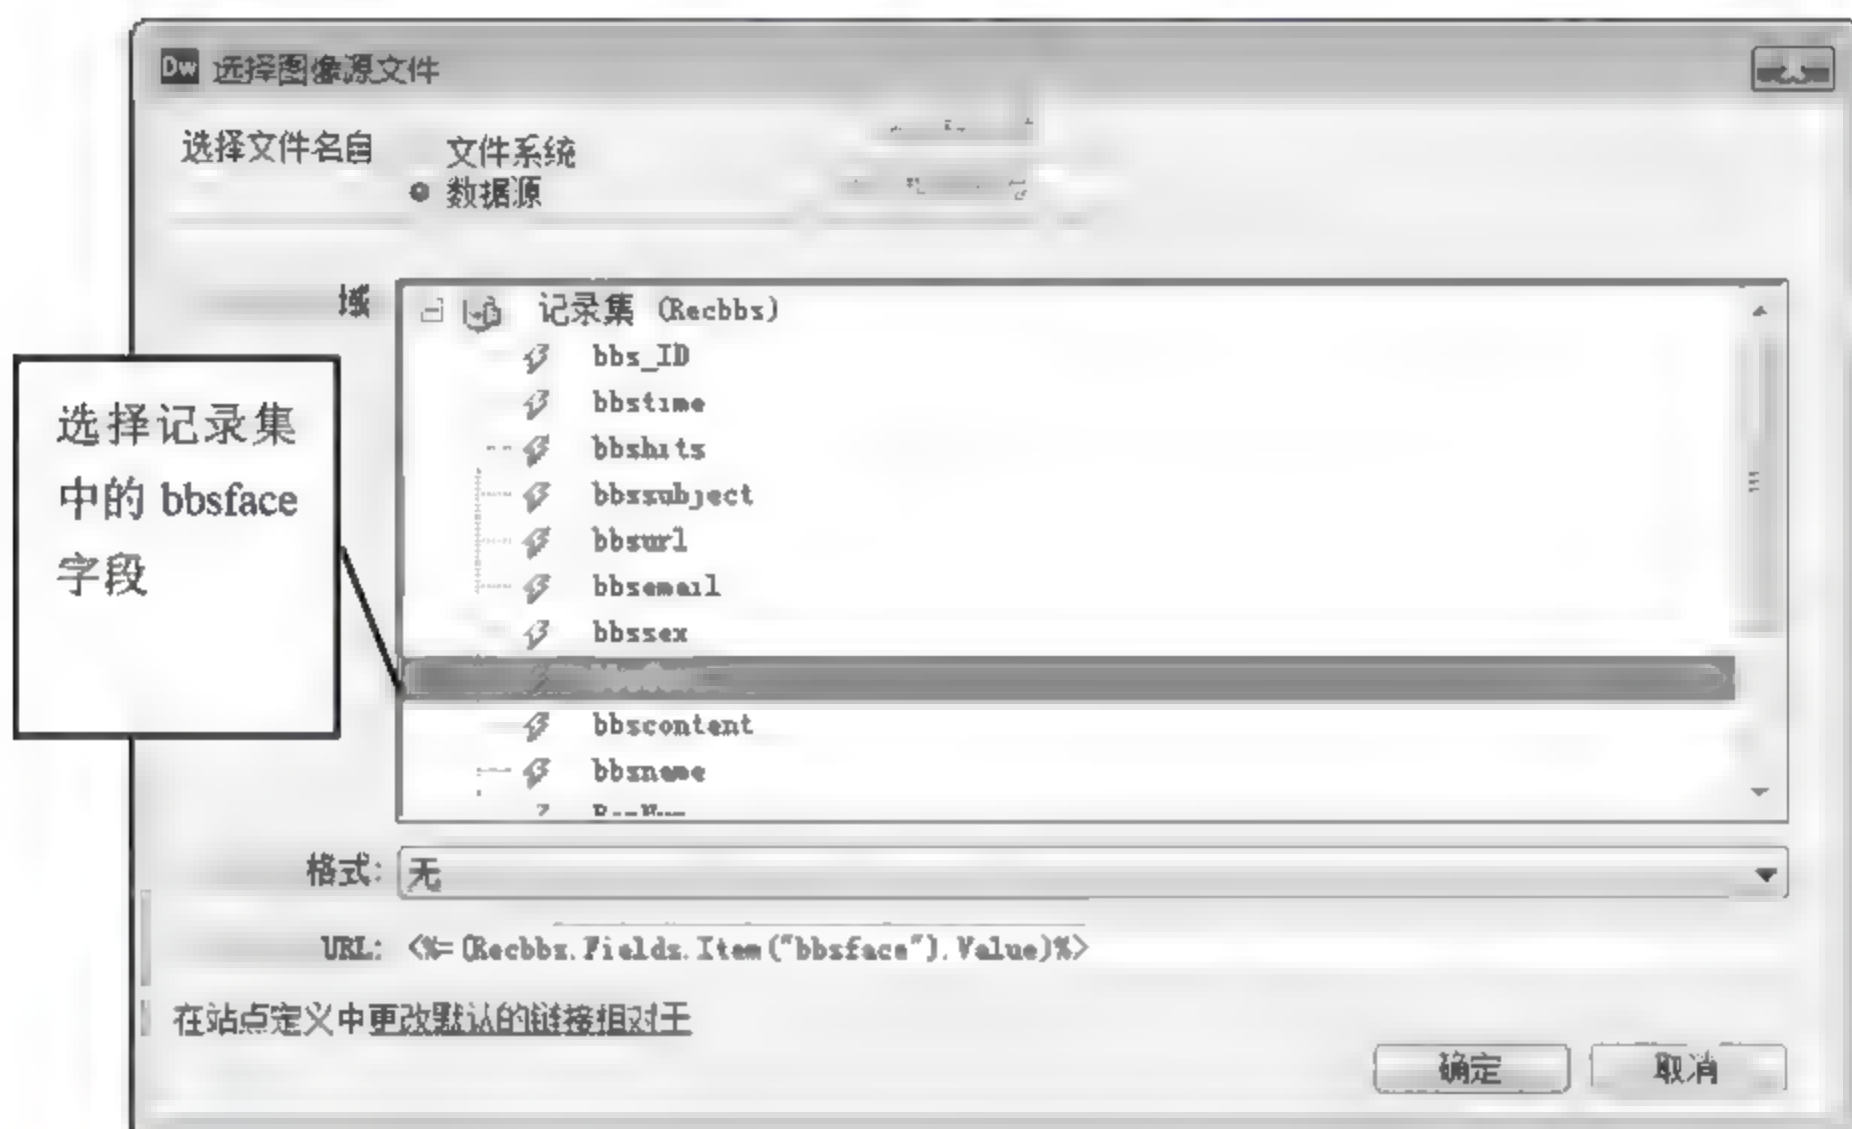 Dw 选择图像源文件
选择文件名自 文件系统
数据源
域
记录集 (Recbbs)
bbs_ID
bbstime
bbshits
bbssubject
bbsurl
bbsemail
bbssex
bbscontent
bbsname
选择记录集
中的 bbsface
字段
格式: 无
URL: <%=(Recbbs.Fields.Item("bbsface").Value)%>
在站点定义中更改默认的链接相对于
确定 取消